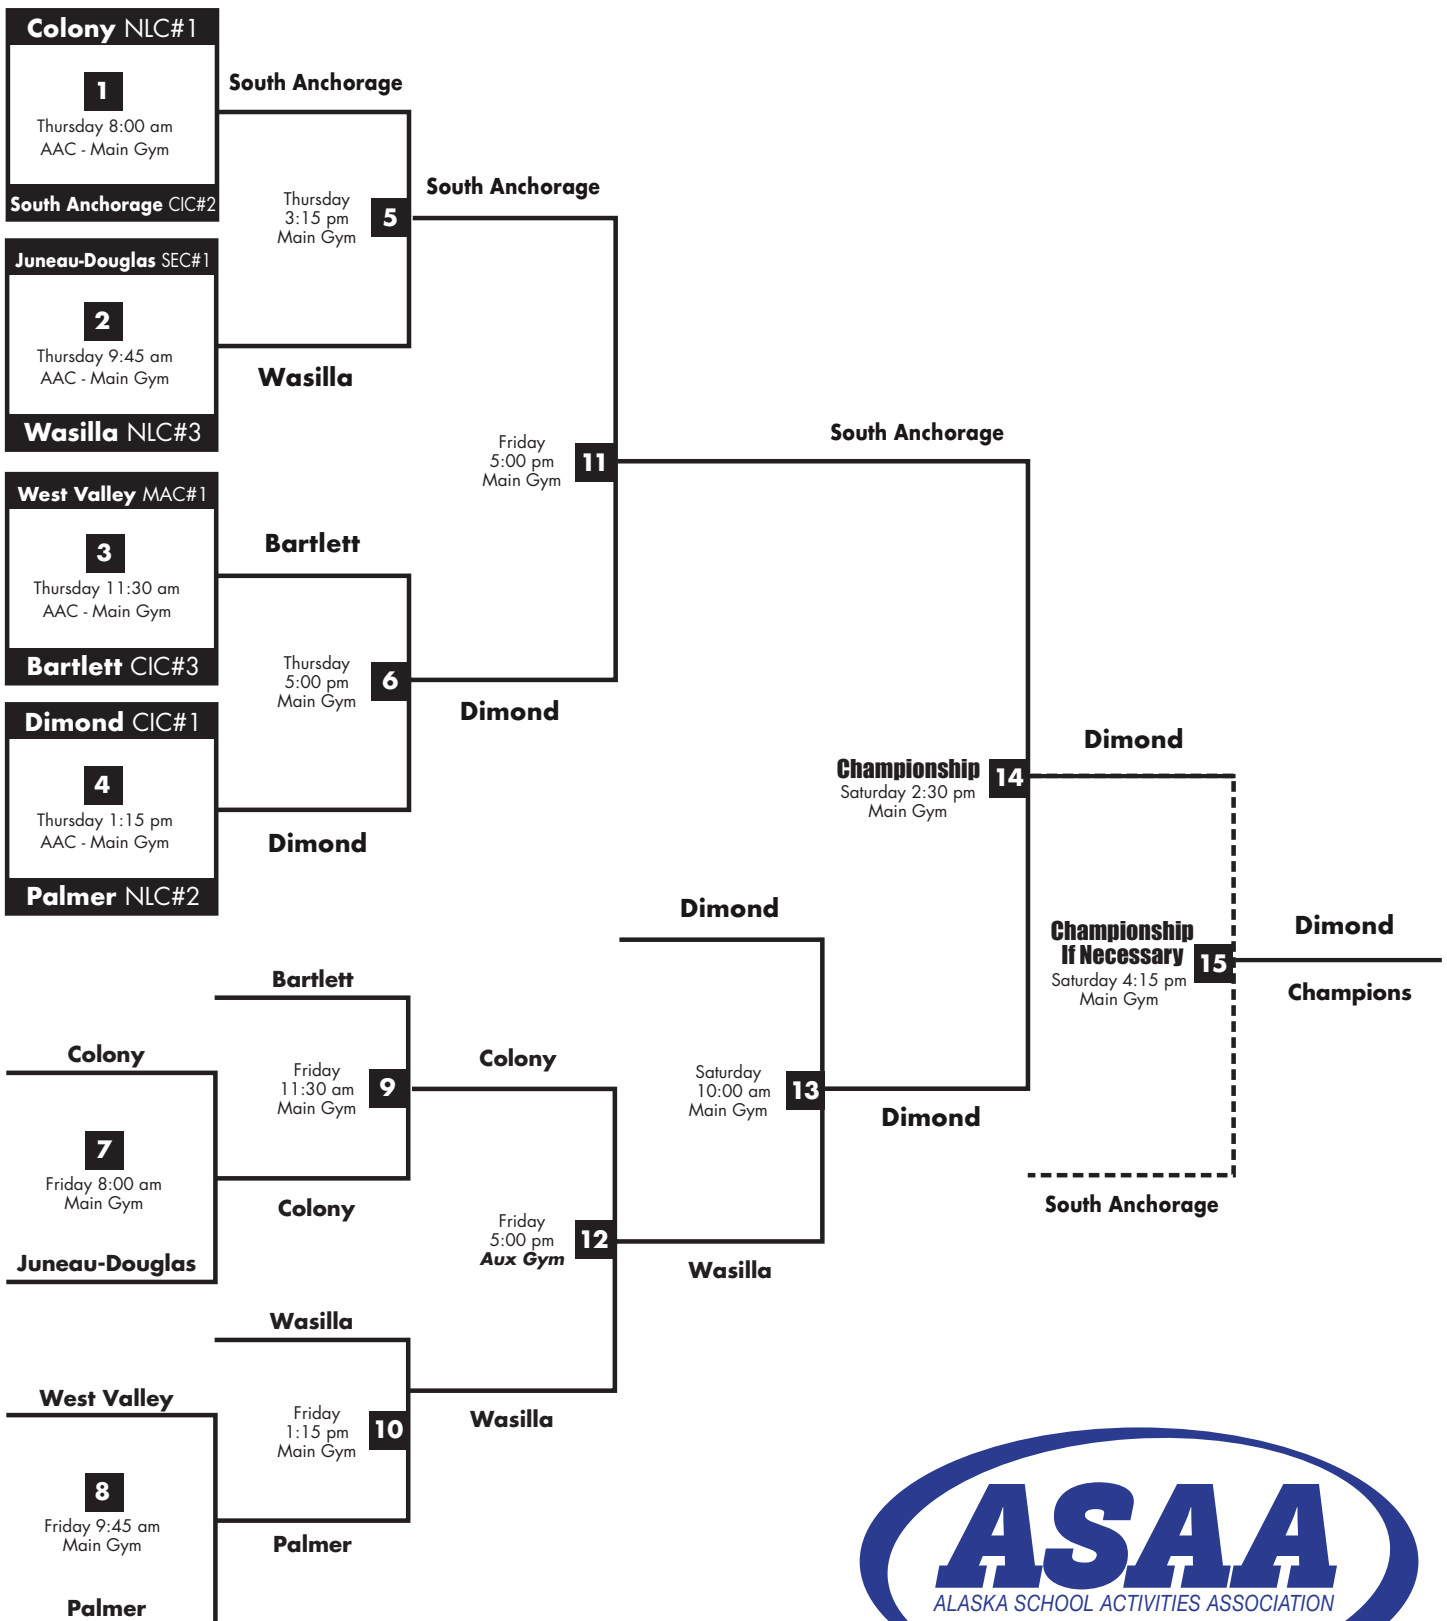 Colony NLC#1
1
Thursday 8:00 am
AAC - Main Gym
South Anchorage CIC#2
Juneau-Douglas SEC#1
2
Thursday 9:45 am
AAC - Main Gym
Wasilla NLC#3
West Valley MAC#1
3
Thursday 11:30 am
AAC - Main Gym
Bartlett CIC#3
Dimond CIC#1
4
Thursday 1:15 pm
AAC - Main Gym
Palmer NLC#2
South Anchorage
Thursday
3:15 pm
Main Gym
5
Wasilla
Bartlett
Thursday
5:00 pm
Main Gym
6
Dimond
South Anchorage
Friday
5:00 pm
Main Gym
11
Dimond
South Anchorage
Championship
Saturday 2:30 pm
Main Gym
14
Dimond
Championship
If Necessary
Saturday 4:15 pm
Main Gym
15
Dimond
Champions
South Anchorage
Colony
7
Friday 8:00 am
Main Gym
Juneau-Douglas
West Valley
8
Friday 9:45 am
Main Gym
Palmer
Bartlett
Friday
11:30 am
Main Gym
9
Colony
Wasilla
Friday
1:15 pm
Main Gym
10
Palmer
Colony
Friday
5:00 pm
Aux Gym
12
Wasilla
Dimond
Saturday
10:00 am
Main Gym
13
Wasilla
Dimond
ASAA
ALASKA SCHOOL ACTIVITIES ASSOCIATION